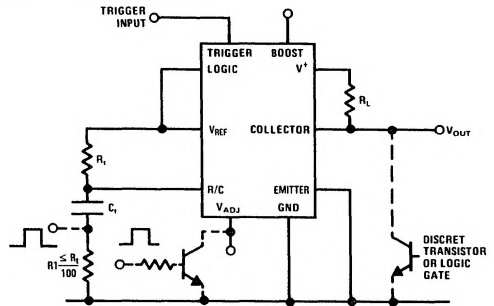 TRIGGER
INPUT
TRIGGER BOOST
LOGIC V+
RL
VREF COLLECTOR VOUT
Rt
R/C EMITTER
Ct
VADJ GND
R1 ≤ Rt
100
DISCRETE
TRANSISTOR
OR LOGIC
GATE